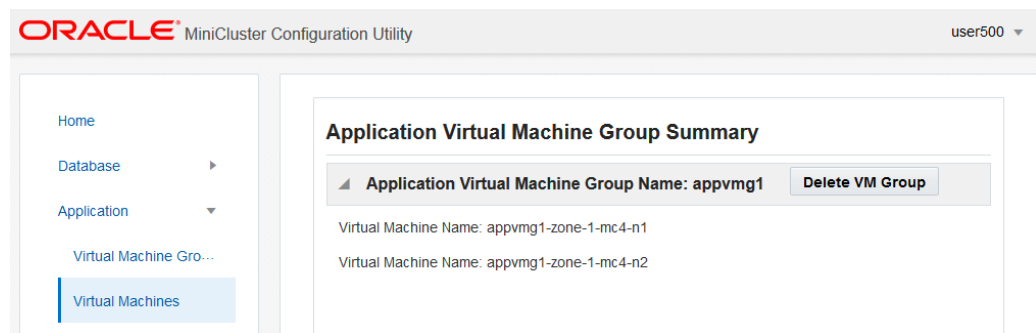 ORACLE® MiniCluster Configuration Utility
user500
Home
Database
Application
Virtual Machine Gro...
Virtual Machines
Application Virtual Machine Group Summary
Application Virtual Machine Group Name: appvmg1
Delete VM Group
Virtual Machine Name: appvmg1-zone-1-mc4-n1
Virtual Machine Name: appvmg1-zone-1-mc4-n2